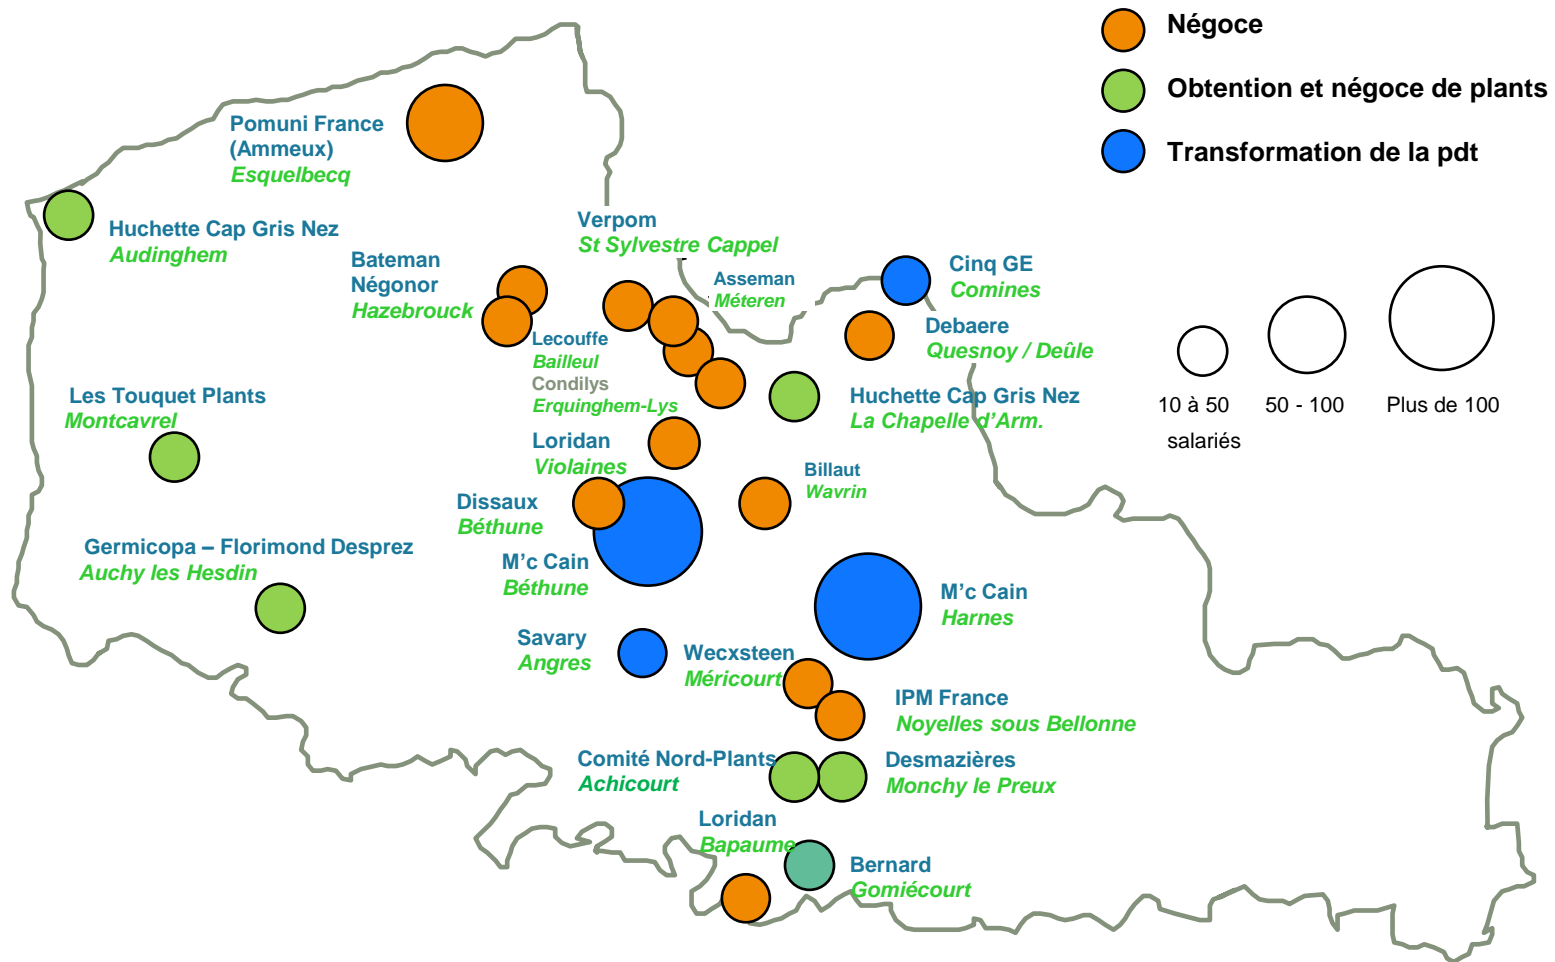 Négoce
Obtention et négoce de plants
Transformation de la pdt
Pomuni France
(Ammeux)
Esquelbecq
Huchette Cap Gris Nez
Audinghem
Verpom
St Sylvestre Cappel
Bateman
Négonor
Hazebrouck
Asseman
Méteren
Cinq GE
Comines
Debaere
Quesnoy / Deûle
Lecouffe
Bailleul
Condilys
Erquinghem-Lys
Les Touquet Plants
Montcavrel
Huchette Cap Gris Nez
La Chapelle d'Arm.
10 à 50
salariés
50 - 100
Plus de 100
Loridan
Violaines
Billaut
Wavrin
Dissaux
Béthune
Germicopa – Florimond Desprez
Auchy les Hesdin
M'c Cain
Béthune
M'c Cain
Harnes
Savary
Angres
Wecxsteen
Méricourt
IPM France
Noyelles sous Bellonne
Comité Nord-Plants
Achicourt
Desmazières
Monchy le Preux
Loridan
Bapaume
Bernard
Gomiécourt